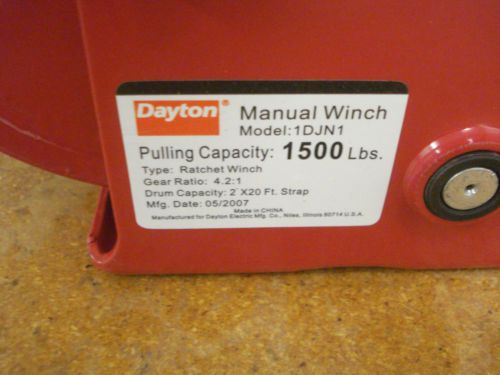 Dayton®
Manual Winch
Model:1DJN1
Pulling Capacity: 1500 Lbs.
Type: Ratchet Winch
Gear Ratio: 4.2:1
Drum Capacity: 2"X20 Ft. Strap
Mfg. Date: 05/2007
Made in CHINA
Manufactured for Dayton Electric Mfg. Co., Niles, Illinois 60714 U.S.A.